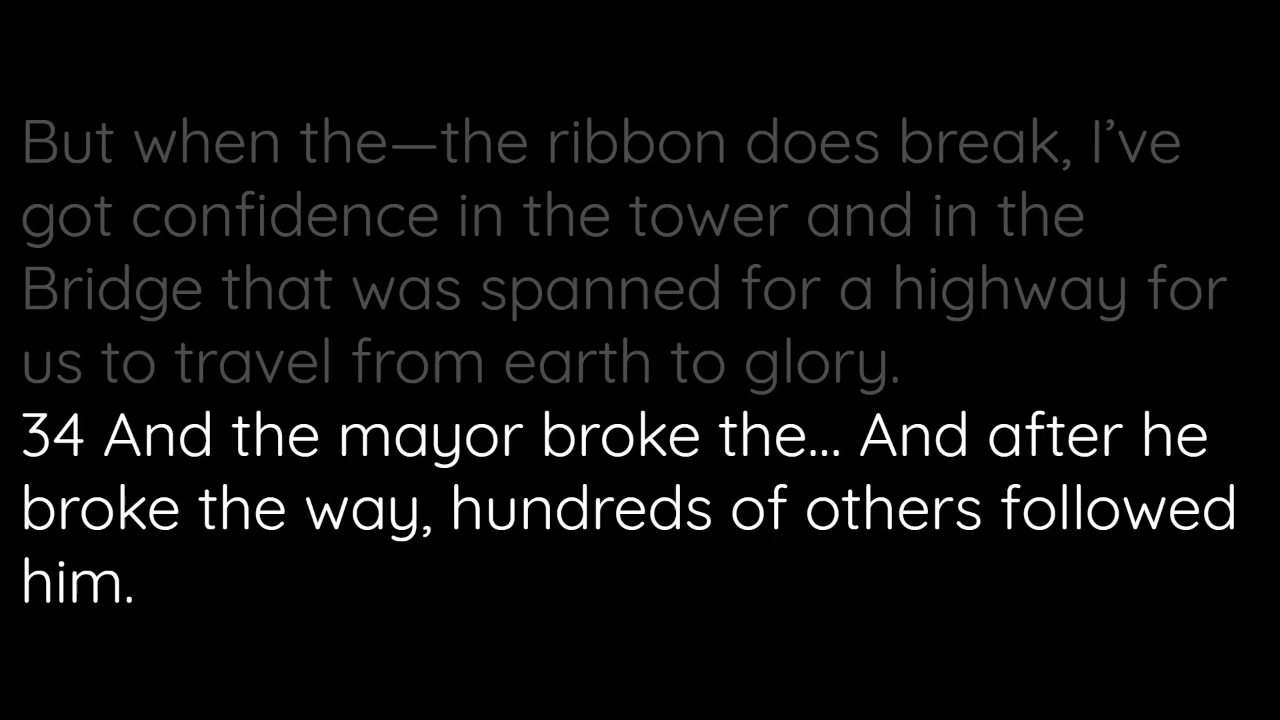 But when the—the ribbon does break, I’ve
got confidence in the tower and in the
Bridge that was spanned for a highway for
us to travel from earth to glory.
34 And the mayor broke the... And after he
broke the way, hundreds of others followed
him.